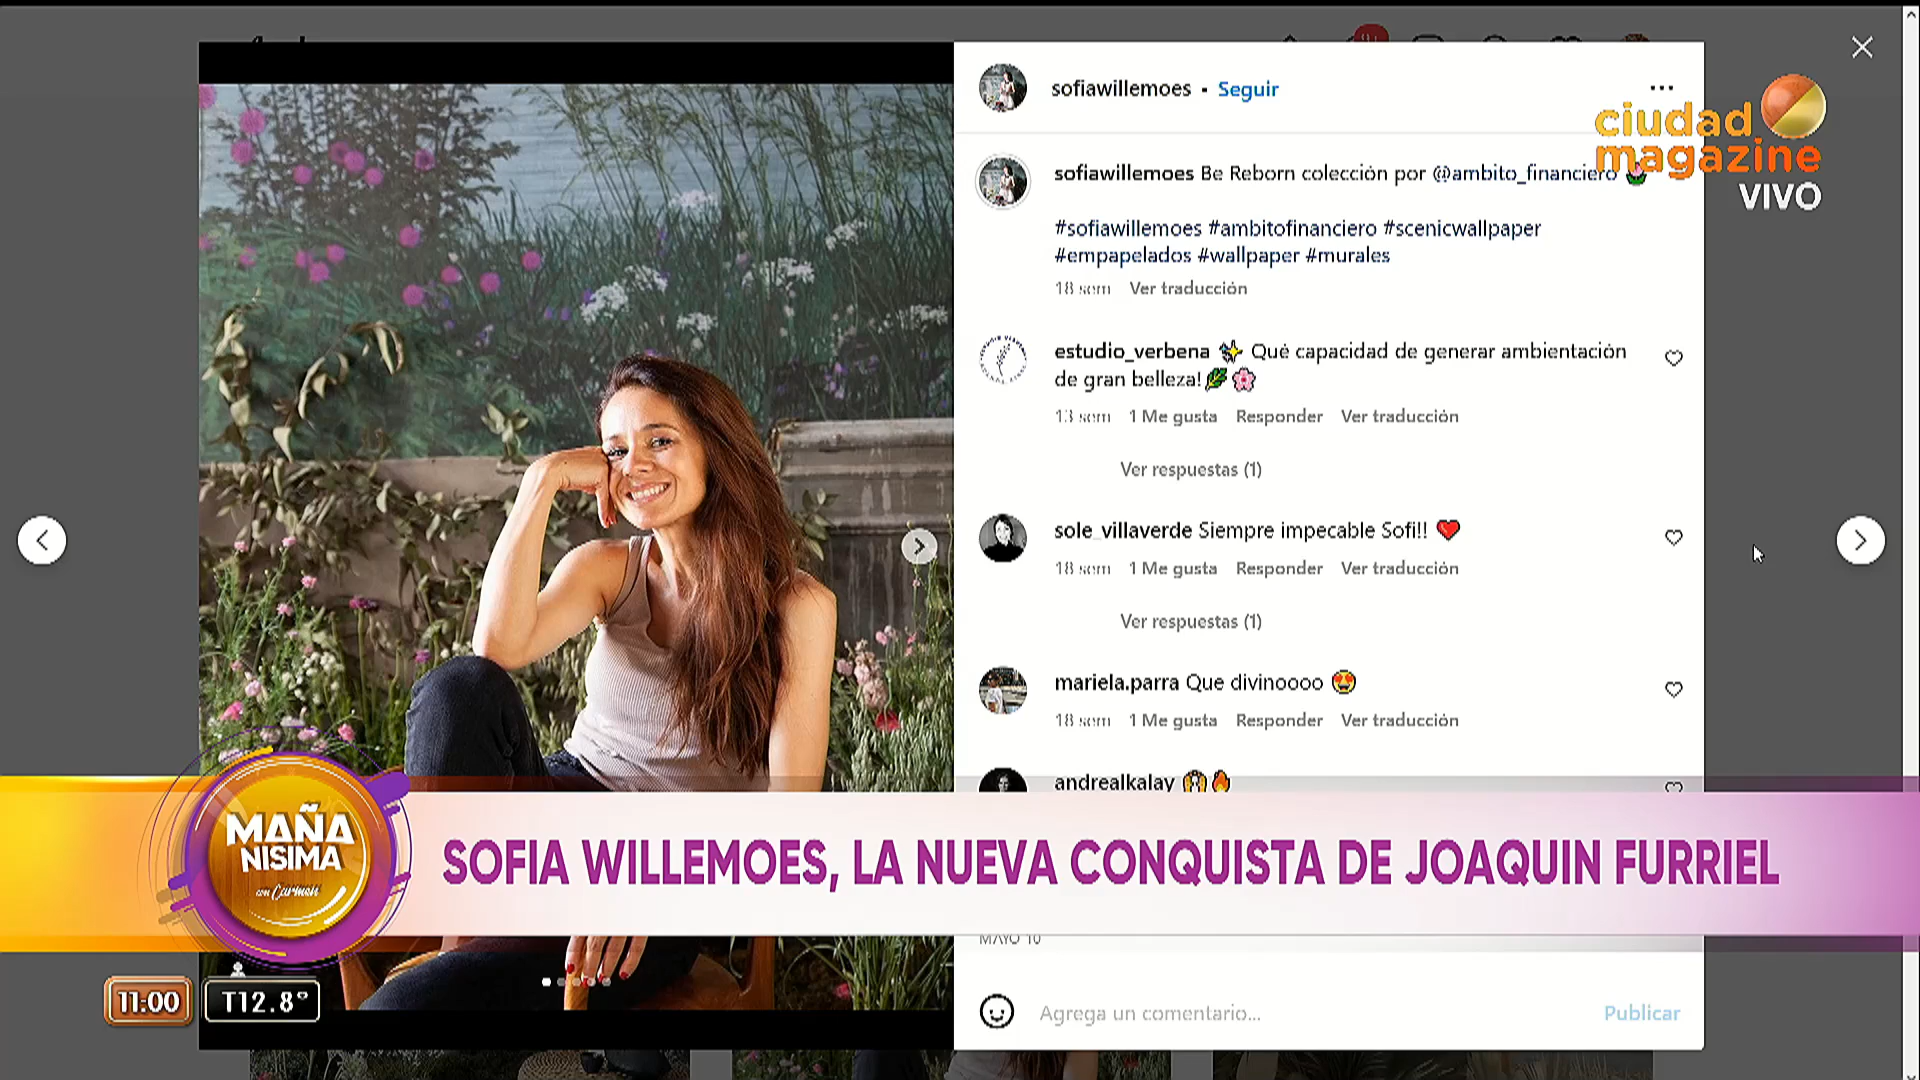 sofiawillemoes • Seguir
ciudad
magazine
VIVO
sofiawillemoes Be Reborn colección por @ambito_financiero
#sofiawillemoes #ambitofinanciero #scenicwallpaper
#empapelados #wallpaper #murales
18 sem Ver traducción
estudio_verbena ✨ Qué capacidad de generar ambientación
de gran belleza!🌿🌸
13 sem 1 Me gusta Responder Ver traducción
Ver respuestas (1)
sole_villaverde Siempre impecable Sofi!! ❤️
18 sem 1 Me gusta Responder Ver traducción
Ver respuestas (1)
mariela.parra Que divinoooo 😍
18 sem 1 Me gusta Responder Ver traducción
andrealkalay 🙌🔥
MAÑA
NISIMA
con Carmen
SOFIA WILLEMOES, LA NUEVA CONQUISTA DE JOAQUIN FURRIEL
MAYO 10
11:00 T12.8°
Agrega un comentario... Publicar